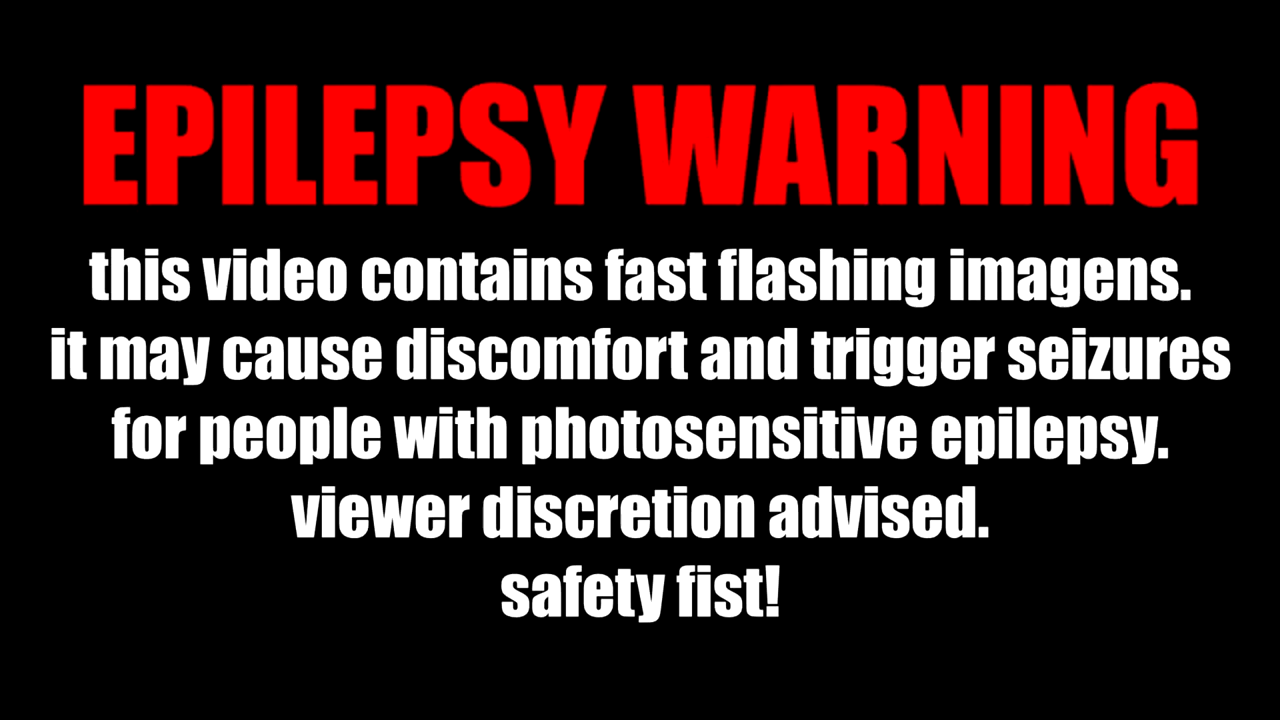 EPILEPSY WARNING
this video contains fast flashing imagens.
it may cause discomfort and trigger seizures
for people with photosensitive epilepsy.
viewer discretion advised.
safety fist!